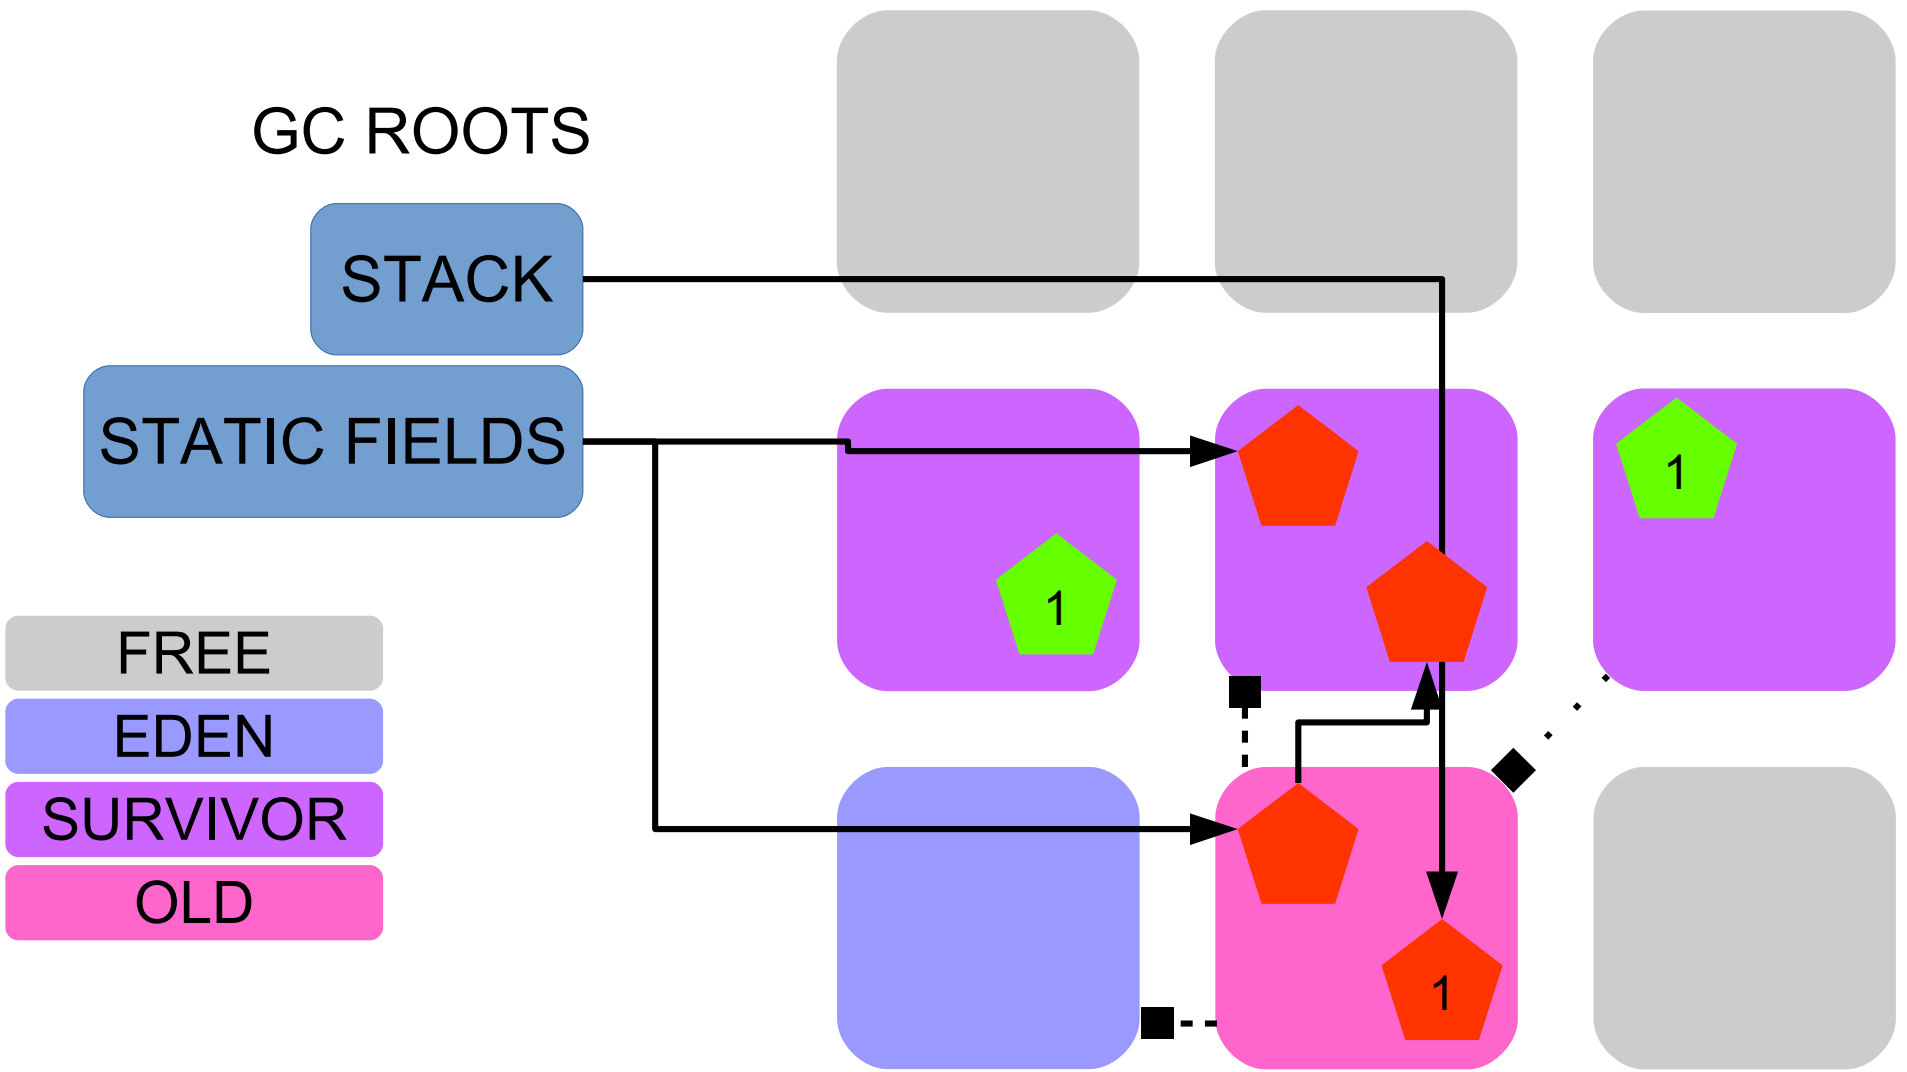 GC ROOTS
STACK
STATIC FIELDS
1
1
FREE
EDEN
SURVIVOR
OLD
1